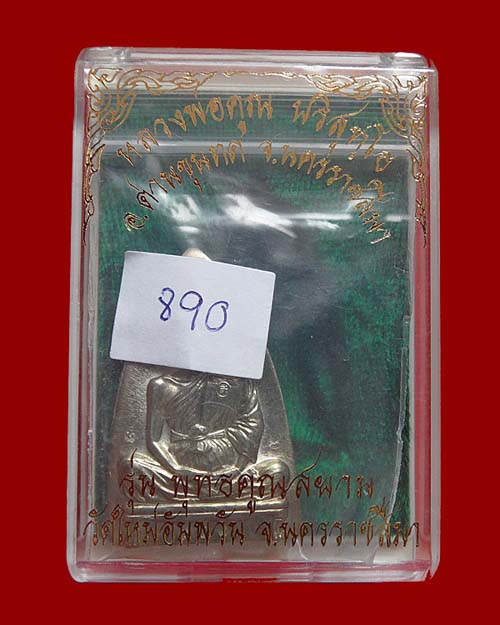 หลวงพ่อคูณ ปริสุทโธ
อ.ด่านขุนทด จ.นครราชสีมา
890
รุ่น พุทธคูณสยาม
วัดใหม่อัมพวัน จ.นครราชสีมา